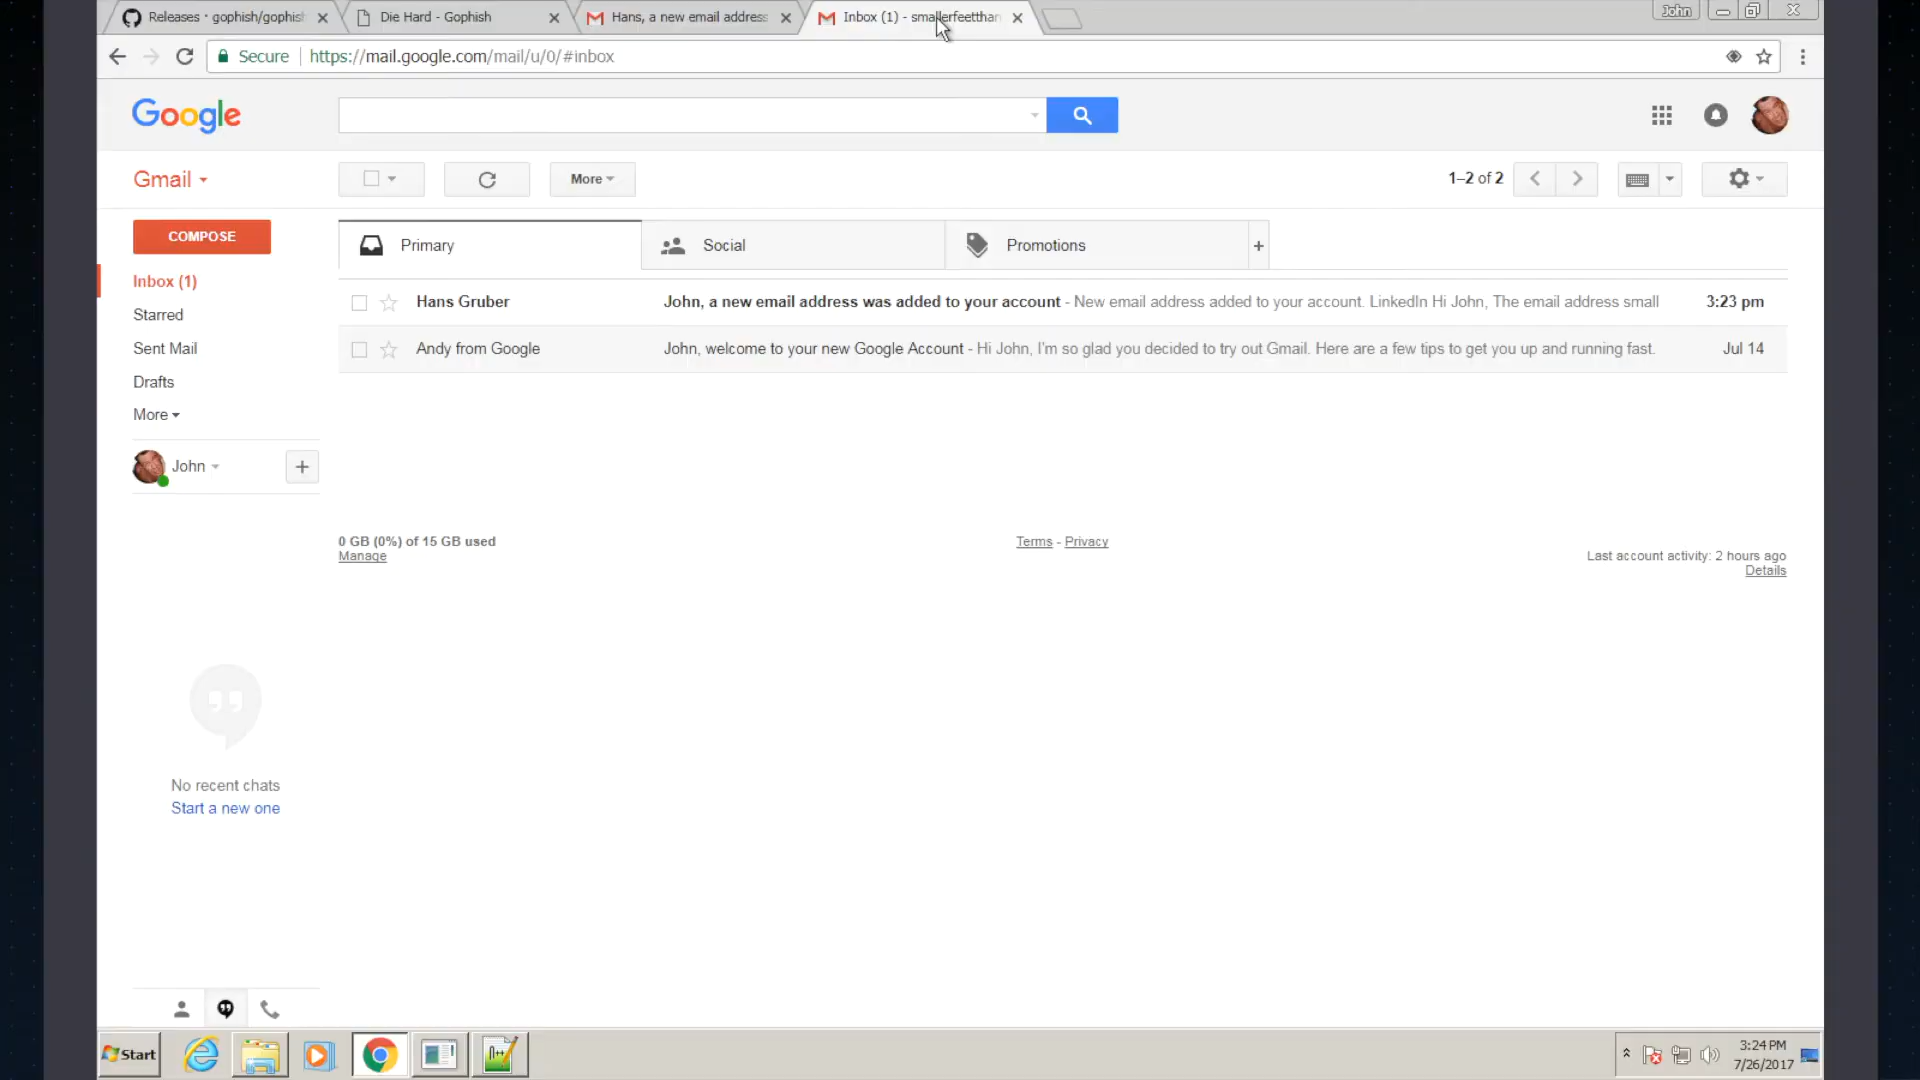 Releases · gophish/gophish
Die Hard - Gophish
Hans, a new email address
Inbox (1) - smallerfeetthan
John
Secure
https://mail.google.com/mail/u/0/#inbox
Google
Gmail
More
1–2 of 2
COMPOSE
Primary
Social
Promotions
Inbox (1)
Starred
Sent Mail
Drafts
More
John
Hans Gruber
John, a new email address was added to your account - New email address added to your account. LinkedIn Hi John, The email address small
3:23 pm
Andy from Google
John, welcome to your new Google Account - Hi John, I'm so glad you decided to try out Gmail. Here are a few tips to get you up and running fast.
Jul 14
0 GB (0%) of 15 GB used
Manage
Terms - Privacy
Last account activity: 2 hours ago
Details
No recent chats
Start a new one
Start
3:24 PM
7/26/2017